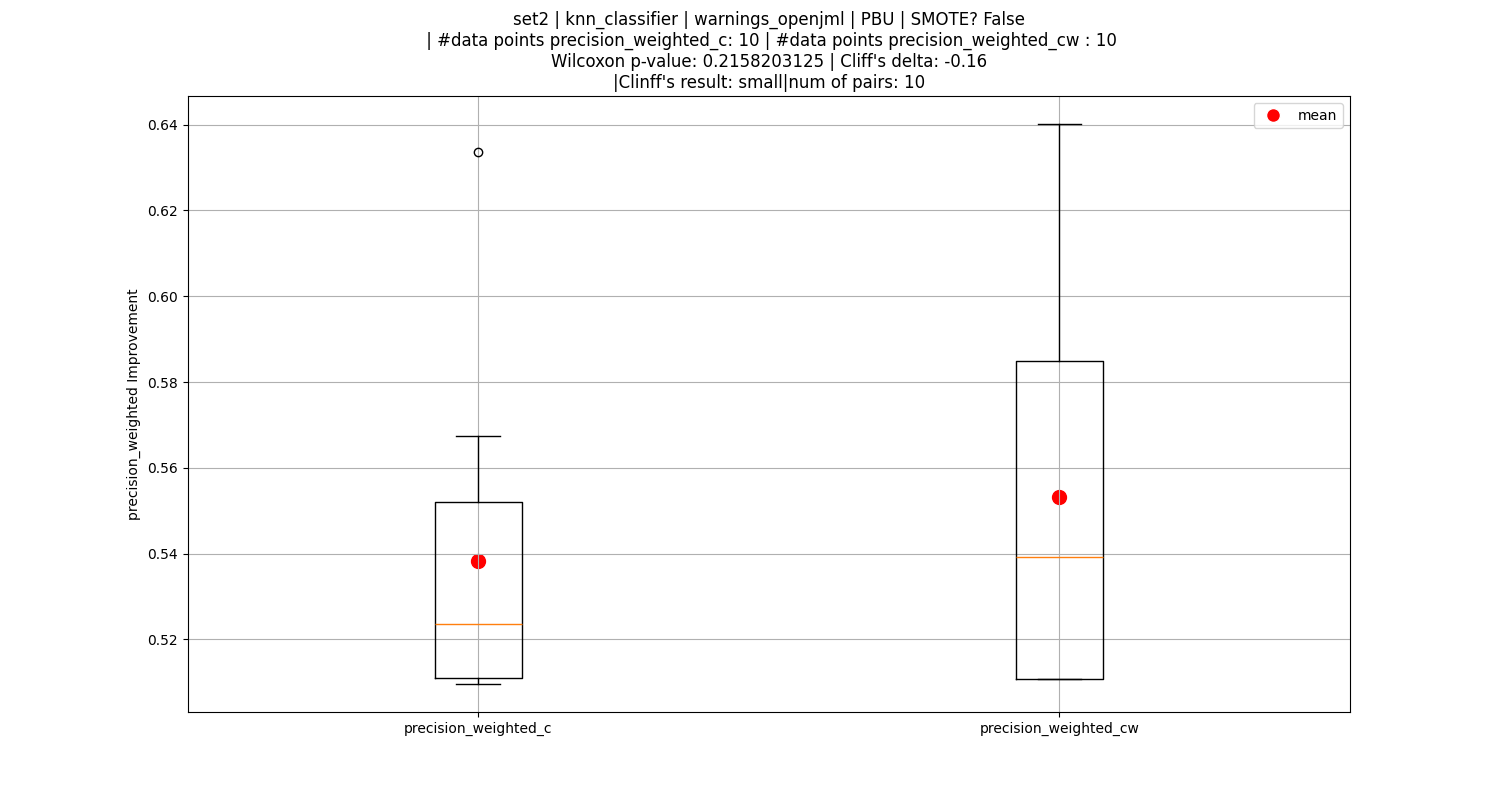 set2 | knn_classifier | warnings_openjml | PBU | SMOTE? False
| #data points precision_weighted_c: 10 | #data points precision_weighted_cw : 10
Wilcoxon p-value: 0.2158203125 | Cliff's delta: -0.16
|Clinff's result: small|num of pairs: 10
mean
0.64
0.62
0.60
0.58
0.56
0.54
0.52
precision_weighted Improvement
precision_weighted_c
precision_weighted_cw